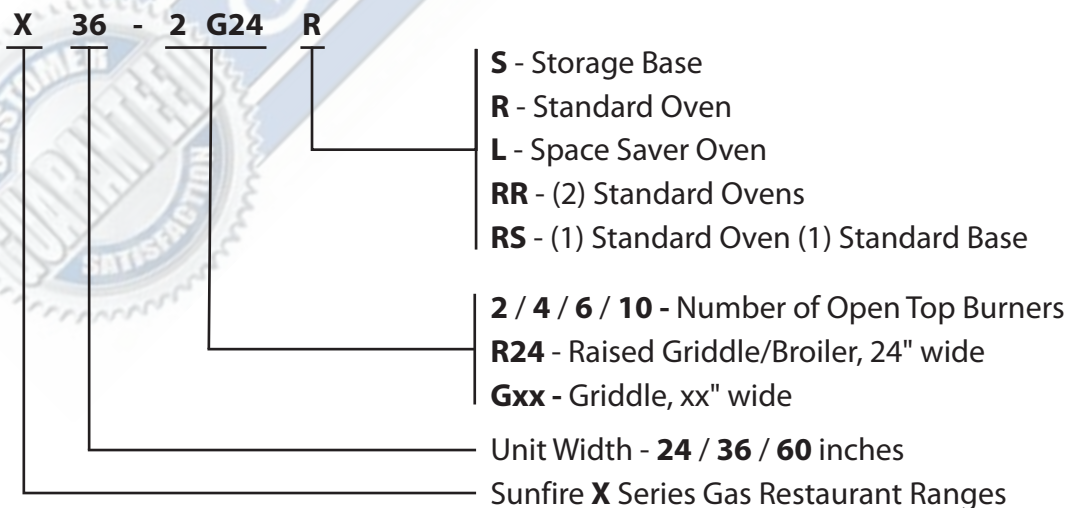 X 36 - 2 G24 R
S - Storage Base
R - Standard Oven
L - Space Saver Oven
RR - (2) Standard Ovens
RS - (1) Standard Oven (1) Standard Base
2 / 4 / 6 / 10 - Number of Open Top Burners
R24 - Raised Griddle/Broiler, 24" wide
Gxx - Griddle, xx" wide
Unit Width - 24 / 36 / 60 inches
Sunfire X Series Gas Restaurant Ranges
GUARANTEED
SATISFACTION